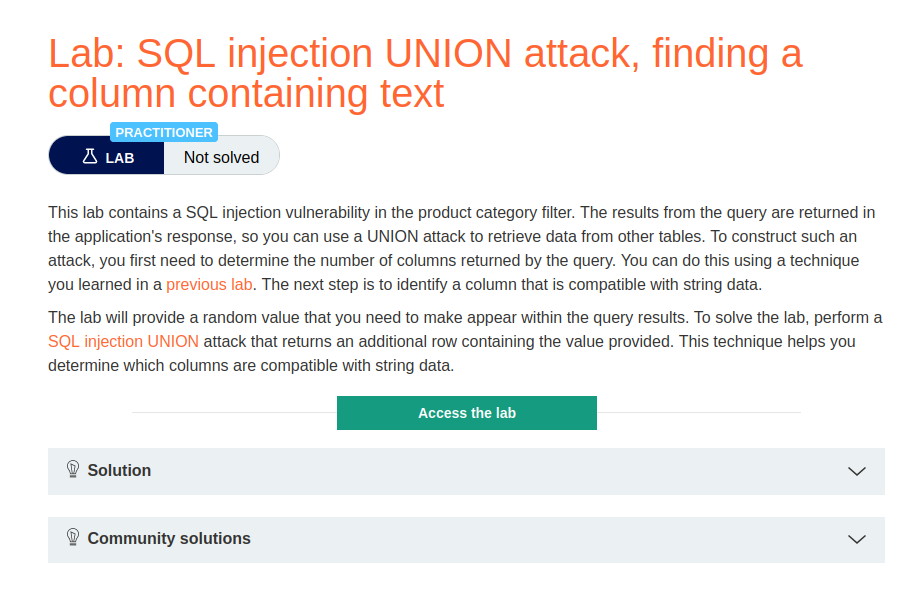 Lab: SQL injection UNION attack, finding a
column containing text
PRACTITIONER
LAB
Not solved
This lab contains a SQL injection vulnerability in the product category filter. The results from the query are returned in
the application's response, so you can use a UNION attack to retrieve data from other tables. To construct such an
attack, you first need to determine the number of columns returned by the query. You can do this using a technique
you learned in a previous lab. The next step is to identify a column that is compatible with string data.
The lab will provide a random value that you need to make appear within the query results. To solve the lab, perform a
SQL injection UNION attack that returns an additional row containing the value provided. This technique helps you
determine which columns are compatible with string data.
Access the lab
Solution
Community solutions